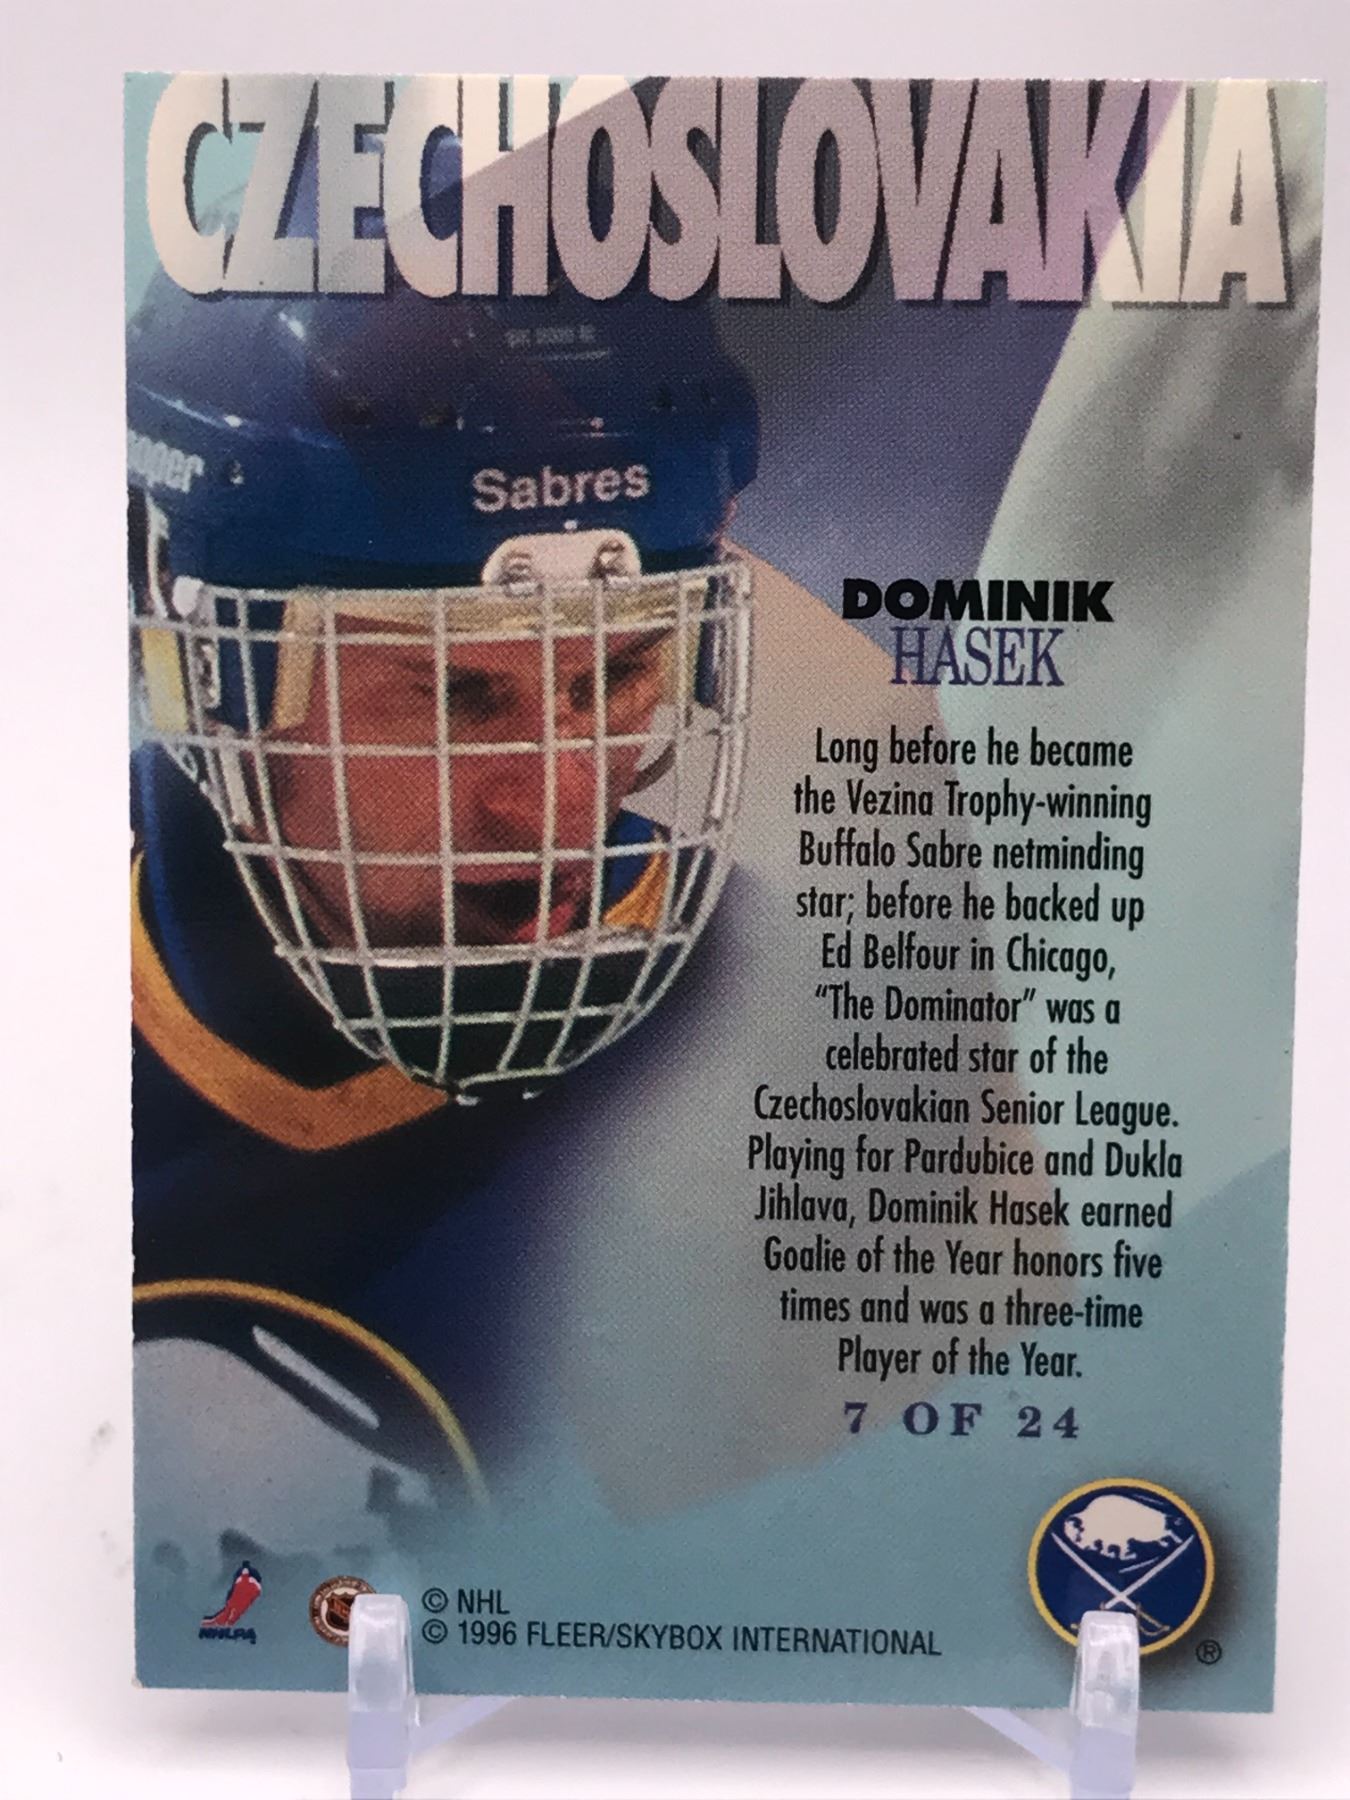 CZECHOSLOVAKIA
Sabres
DOMINIK
HASEK
Long before he became
the Vezina Trophy-winning
Buffalo Sabre netminding
star; before he backed up
Ed Belfour in Chicago,
"The Dominator" was a
celebrated star of the
Czechoslovakian Senior League.
Playing for Pardubice and Dukla
Jihlava, Dominik Hasek earned
Goalie of the Year honors five
times and was a three-time
Player of the Year.
7 OF 24
NHLPA
© NHL
© 1996 FLEER/SKYBOX INTERNATIONAL
®